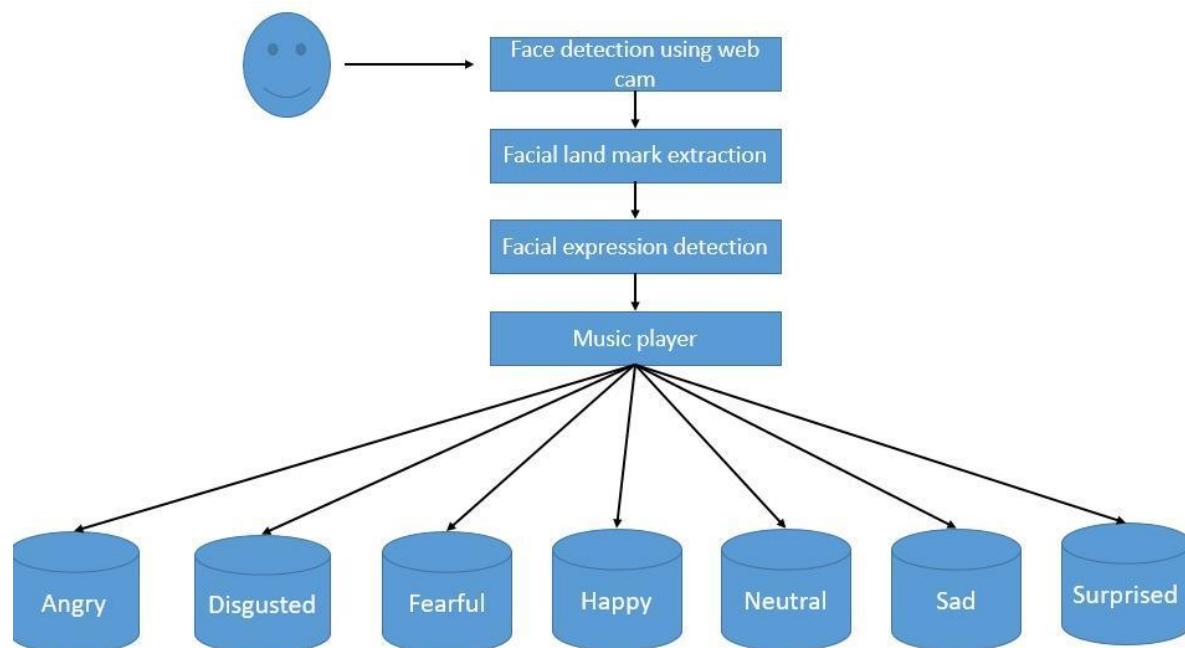 Face detection using web
cam
Facial land mark extraction
Facial expression detection
Music player
Angry
Disgusted
Fearful
Happy
Neutral
Sad
Surprised